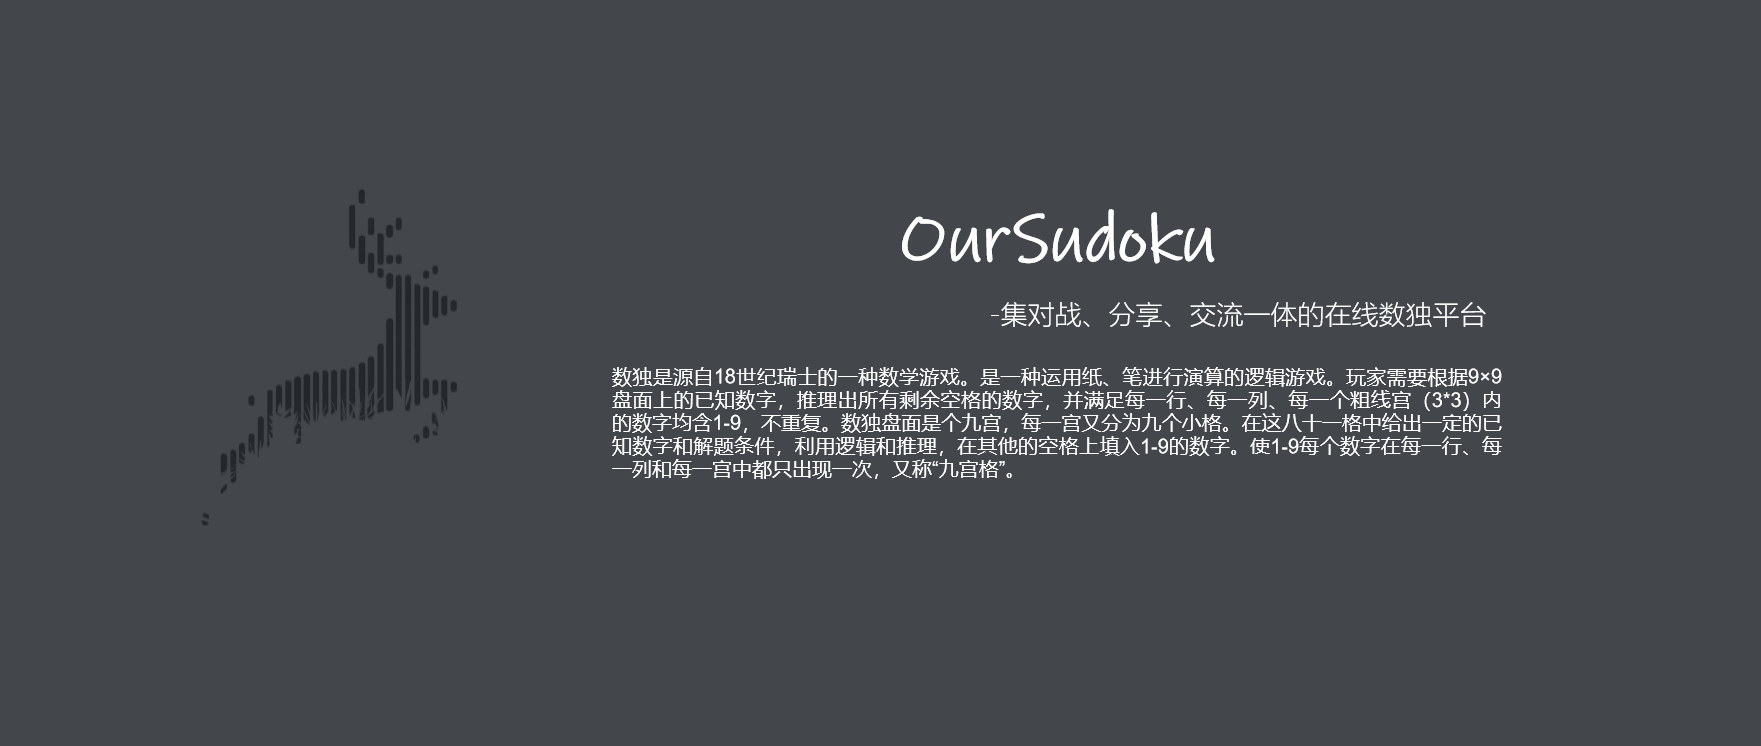 OurSudoku
-集对战、分享、交流一体的在线数独平台
数独是源自18世纪瑞士的一种数学游戏。是一种运用纸、笔进行演算的逻辑游戏。玩家需要根据9×9
盘面上的已知数字，推理出所有剩余空格的数字，并满足每一行、每一列、每一个粗线宫（3*3）内
的数字均含1-9，不重复。数独盘面是个九宫，每一宫又分为九个小格。在这八十一格中给出一定的已
知数字和解题条件，利用逻辑和推理，在其他的空格上填入1-9的数字。使1-9每个数字在每一行、每
一列和每一宫中都只出现一次，又称“九宫格”。